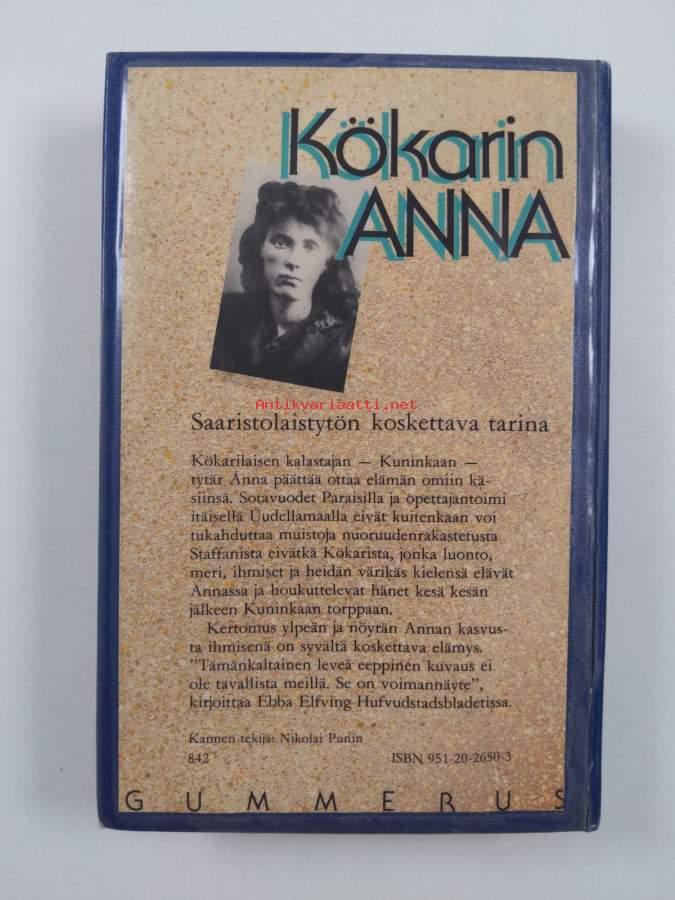 Kökarin
ANNA
Antikvariaatti.net
Saaristolaistytön koskettava tarina
Kökarilaisen kalastajan — Kuninkaan —
tytär Anna päättää ottaa elämän omiin kä-
siinsä. Sotavuodet Paraisilla ja opettajantoimi
itäisellä Uudellamaalla eivät kuitenkaan voi
tukahduttaa muistoja nuoruudenrakastetusta
Staffanista eivätkä Kökarista, jonka luonto,
meri, ihmiset ja heidän värikäs kielensä elävät
Annassa ja houkuttelevat hänet kesä kesän
jälkeen Kuninkaan torppaan.
Kertomus ylpeän ja nöyrän Annan kasvus-
ta ihmisenä on syvältä koskettava elämys.
"Tämänkaltainen leveä eeppinen kuvaus ei
ole tavallista meillä. Se on voimannäyte",
kirjoittaa Ebba Elfving Hufvudstadsbladetissa.
Kannen tekijä: Nikolai Punin
842 ISBN 951-20-2650-3
GUMMERUS